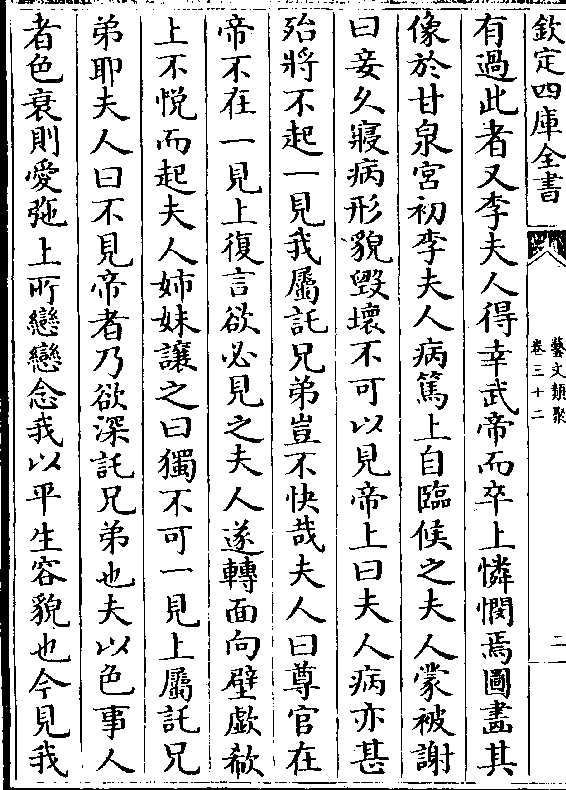 欽定四庫全書
藝文類聚
卷三十二
二
有過此者又李夫人得幸武帝而卒上憐憫焉圖畫其
像於甘泉宫初李夫人病篤上自臨候之夫人蒙被謝
曰妾久寢病形貌毀壞不可以見帝上曰夫人病亦甚
殆將不起一見我屬託兄弟豈不快哉夫人曰尊官在
帝不在一見上復言欲必見之夫人遂轉面向壁歔欷
上不悦而起夫人姊妹讓之曰獨不可一見上屬託兄
弟耶夫人曰不見帝者乃欲深託兄弟也夫以色事人
者色衰則愛弛上所戀戀念我以平生容貌也今見我